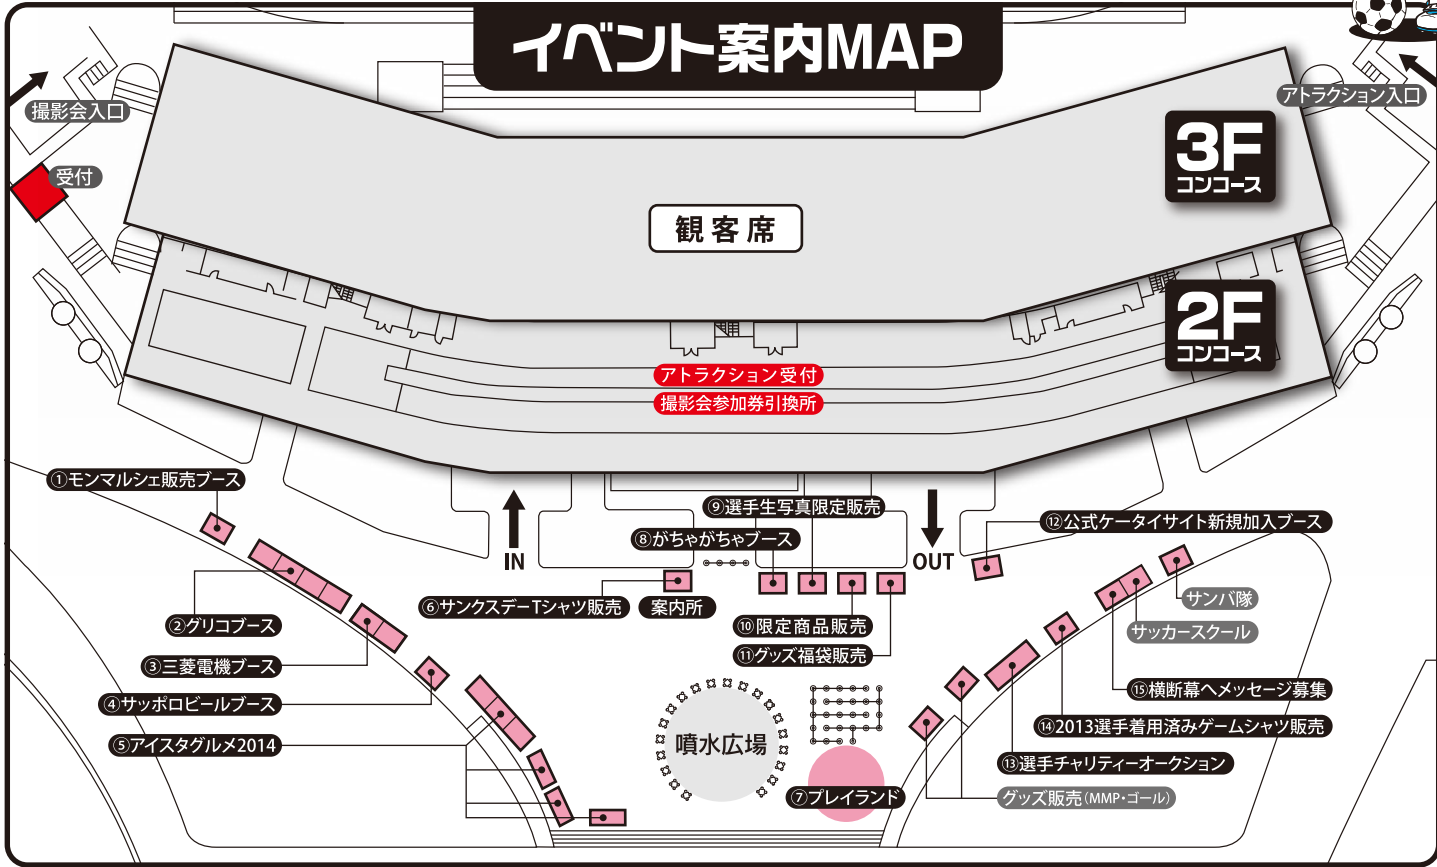 イベント案内MAP
撮影会入口
アトラクション入口
受付
3F
コンコース
観客席
2F
コンコース
アトラクション受付
撮影会参加券引換所
①モンマルシェ販売ブース
⑨選手生写真限定販売
⑫公式ケータイサイト新規加入ブース
⑧がちゃがちゃブース
IN
OUT
⑥サンクスデーTシャツ販売
案内所
サンバ隊
②グリコブース
⑩限定商品販売
サッカースクール
③三菱電機ブース
⑪グッズ福袋販売
④サッポロビールブース
⑮横断幕へメッセージ募集
⑤アイスタグルメ2014
噴水広場
⑭2013選手着用済みゲームシャツ販売
⑬選手チャリティーオークション
⑦プレイランド
グッズ販売(MMP・ゴール)